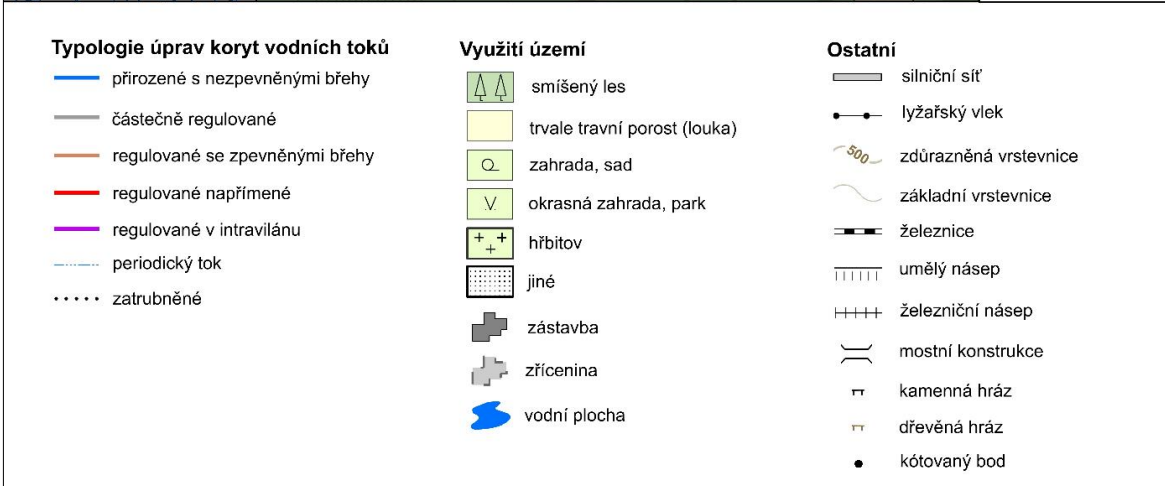 Typologie úprav koryt vodních toků
přirozené s nezpevněnými břehy
částečně regulované
regulované se zpevněnými břehy
regulované napřímené
regulované v intravilánu
periodický tok
zatrubněné
Využití území
smíšený les
trvale travní porost (louka)
zahrada, sad
okrasná zahrada, park
hřbitov
jiné
zástavba
zřícenina
vodní plocha
Ostatní
silniční síť
lyžařský vlek
500
zdůrazněná vrstevnice
základní vrstevnice
železnice
umělý násep
železniční násep
mostní konstrukce
kamenná hráz
dřevěná hráz
kótovaný bod